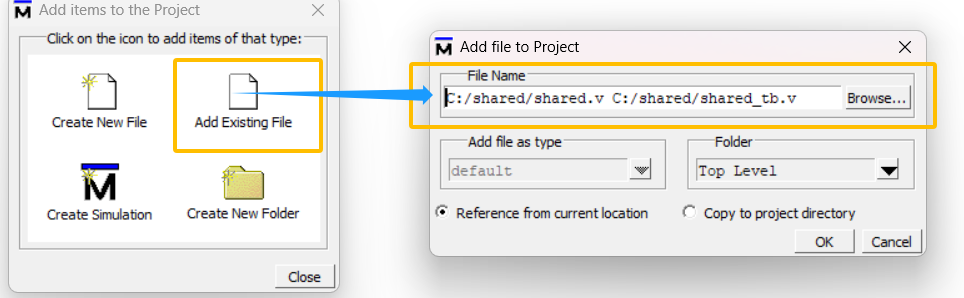 Add items to the Project
Click on the icon to add items of that type:
Create New File
Add Existing File
Create Simulation
Create New Folder
Close
Add file to Project
File Name
C:/shared/shared.v C:/shared/shared_tb.v
Browse...
Add file as type
default
Folder
Top Level
Reference from current location
Copy to project directory
OK
Cancel